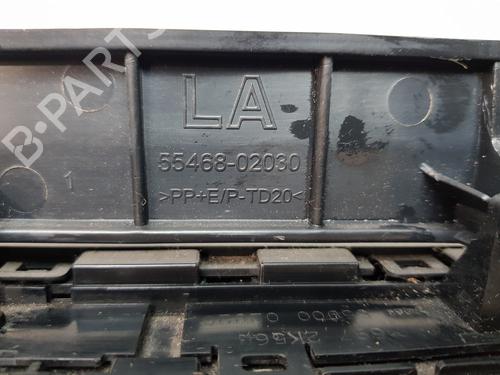 B-PARTS
LA
55468-02030
1
>PP+E/P-TD20<